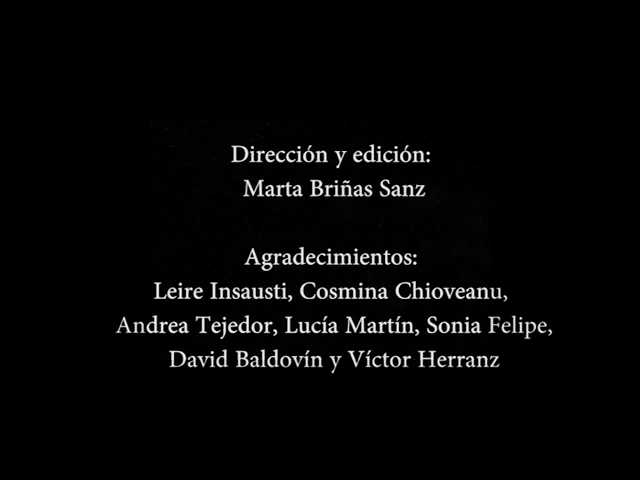 Dirección y edición:
Marta Briñas Sanz
Agradecimientos:
Leire Insausti, Cosmina Chioveanu,
Andrea Tejedor, Lucía Martín, Sonia Felipe,
David Baldovín y Víctor Herranz